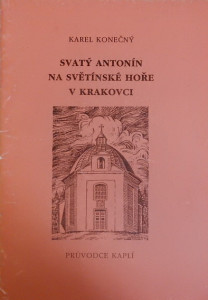 KAREL KONEČNÝ
SVATÝ ANTONÍN
NA SVĚTÍNSKÉ HOŘE
V KRAKOVCI
PRŮVODCE KAPLÍ